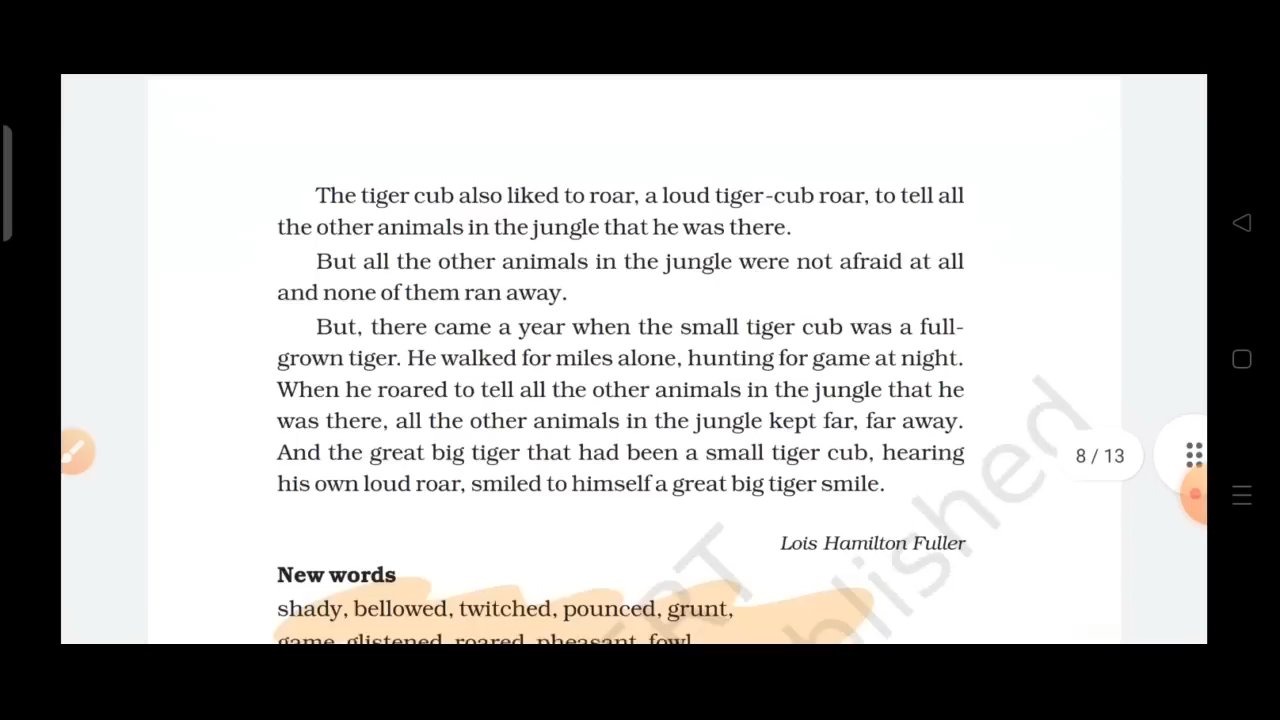 The tiger cub also liked to roar, a loud tiger-cub roar, to tell all
the other animals in the jungle that he was there.
But all the other animals in the jungle were not afraid at all
and none of them ran away.
But, there came a year when the small tiger cub was a full-
grown tiger. He walked for miles alone, hunting for game at night.
When he roared to tell all the other animals in the jungle that he
was there, all the other animals in the jungle kept far, far away.
And the great big tiger that had been a small tiger cub, hearing
his own loud roar, smiled to himself a great big tiger smile.
8 / 13
Lois Hamilton Fuller
New words
shady, bellowed, twitched, pounced, grunt,
game, glistened, roared, pheasant, fowl